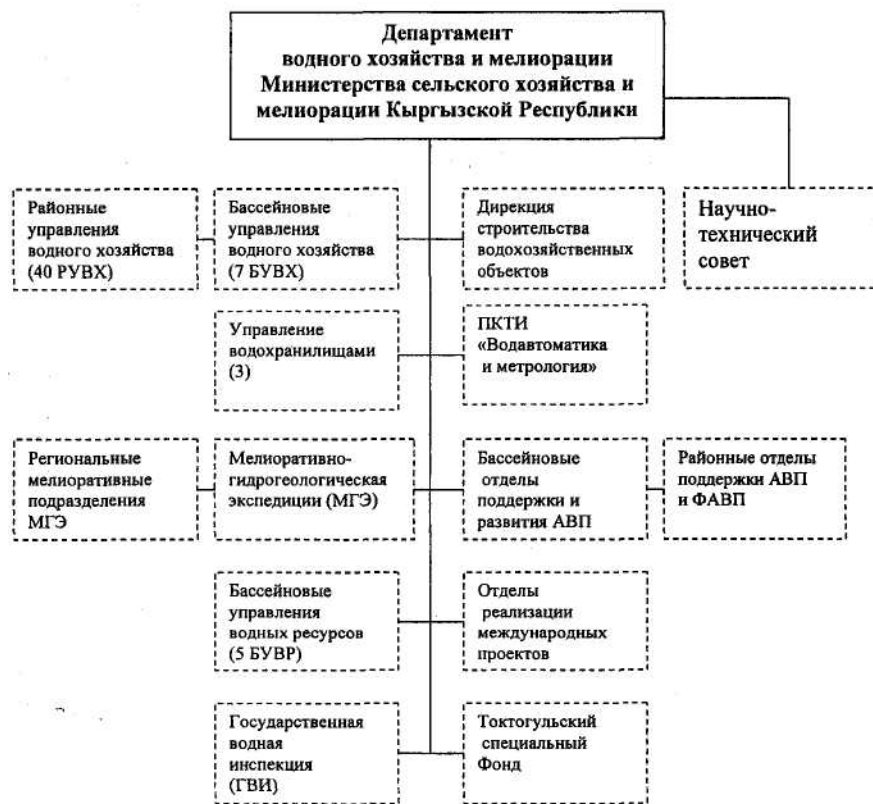 Департамент
водного хозяйства и мелиорации
Министерства сельского хозяйства и
мелиорации Кыргызской Республики
Районные
управления
водного хозяйства
(40 РУВХ)
Бассейновые
управления
водного хозяйства
(7 БУВХ)
Дирекция
строительства
водохозяйственных
объектов
Научно-
технический
совет
Управление
водохранилищами
(3)
ПКТИ
«Водавтоматика
и метрология»
Региональные
мелиоративные
подразделения
МГЭ
Мелиоративно-
гидрогеологическая
экспедиции (МГЭ)
Бассейновые
отделы
поддержки и
развития АВП
Районные отделы
поддержки АВП
и ФАВП
Бассейновые
управления
водных ресурсов
(5 БУВР)
Отделы
реализации
международных
проектов
Государственная
водная
инспекция
(ГВИ)
Токтогульский
специальный
Фонд